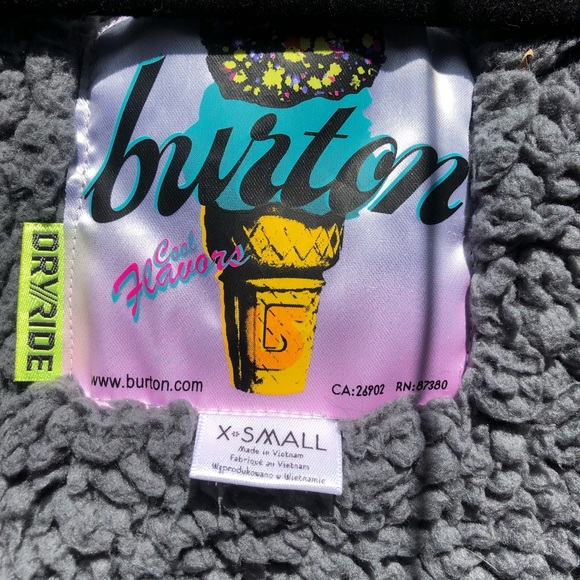 burton
Cool
Flavors
DRYRIDE
www.burton.com
CA:26902 RN:87380
X-SMALL
Made in Vietnam
Fabriqué au Vietnam
Wyprodukowano w Wietnamie